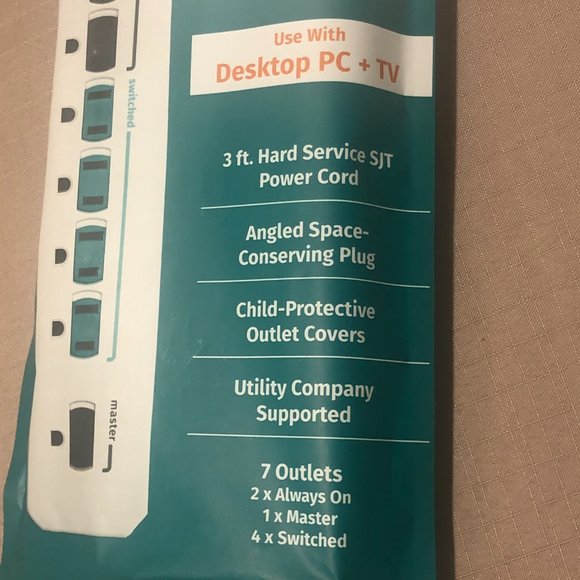 Use With
Desktop PC + TV
switched
3 ft. Hard Service SJT
Power Cord
Angled Space-
Conserving Plug
Child-Protective
Outlet Covers
Utility Company
Supported
master
7 Outlets
2 x Always On
1 x Master
4 x Switched